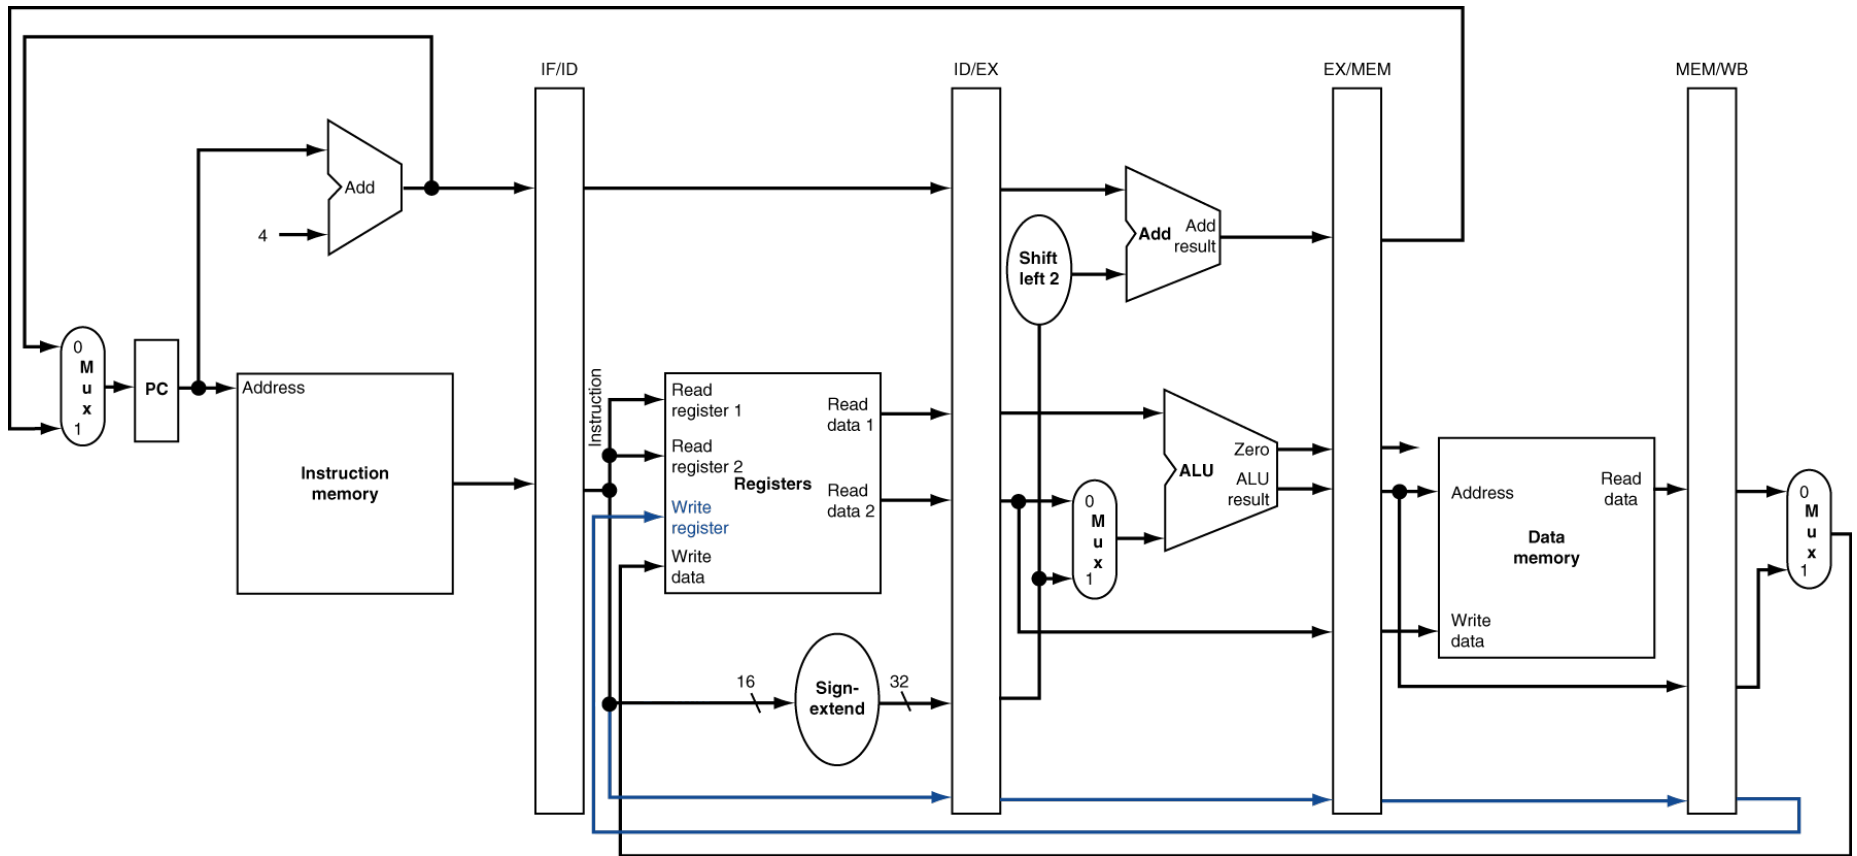 IF/ID
ID/EX
EX/MEM
MEM/WB
Add
4
Add
Add
result
Shift
left 2
0
M
u
x
1
PC
Address
Instruction
memory
Instruction
Read
register 1
Read
register 2
Write
register
Write
data
Registers
Read
data 1
Read
data 2
16
Sign-
extend
32
0
M
u
x
1
ALU
Zero
ALU
result
Address
Read
data
Data
memory
Write
data
0
M
u
x
1